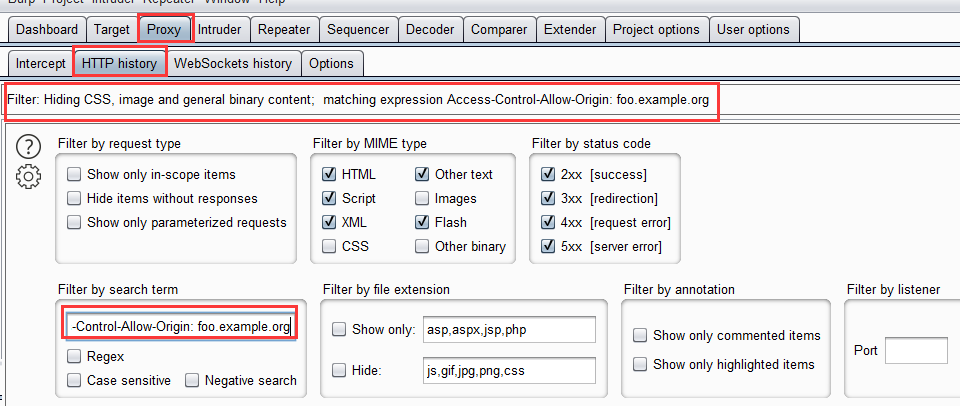 Burp Project Intruder Repeater Window Help
Dashboard Target Proxy Intruder Repeater Sequencer Decoder Comparer Extender Project options User options
Intercept HTTP history WebSockets history Options
Filter: Hiding CSS, image and general binary content; matching expression Access-Control-Allow-Origin: foo.example.org
Filter by request type Filter by MIME type Filter by status code
Show only in-scope items HTML Other text 2xx [success]
Hide items without responses Script Images 3xx [redirection]
Show only parameterized requests XML Flash 4xx [request error]
CSS Other binary 5xx [server error]
Filter by search term Filter by file extension Filter by annotation Filter by listener
-Control-Allow-Origin: foo.example.org Show only: asp,aspx,jsp,php Show only commented items
Regex Port
Case sensitive Negative search Hide: js,gif,jpg,png,css Show only highlighted items